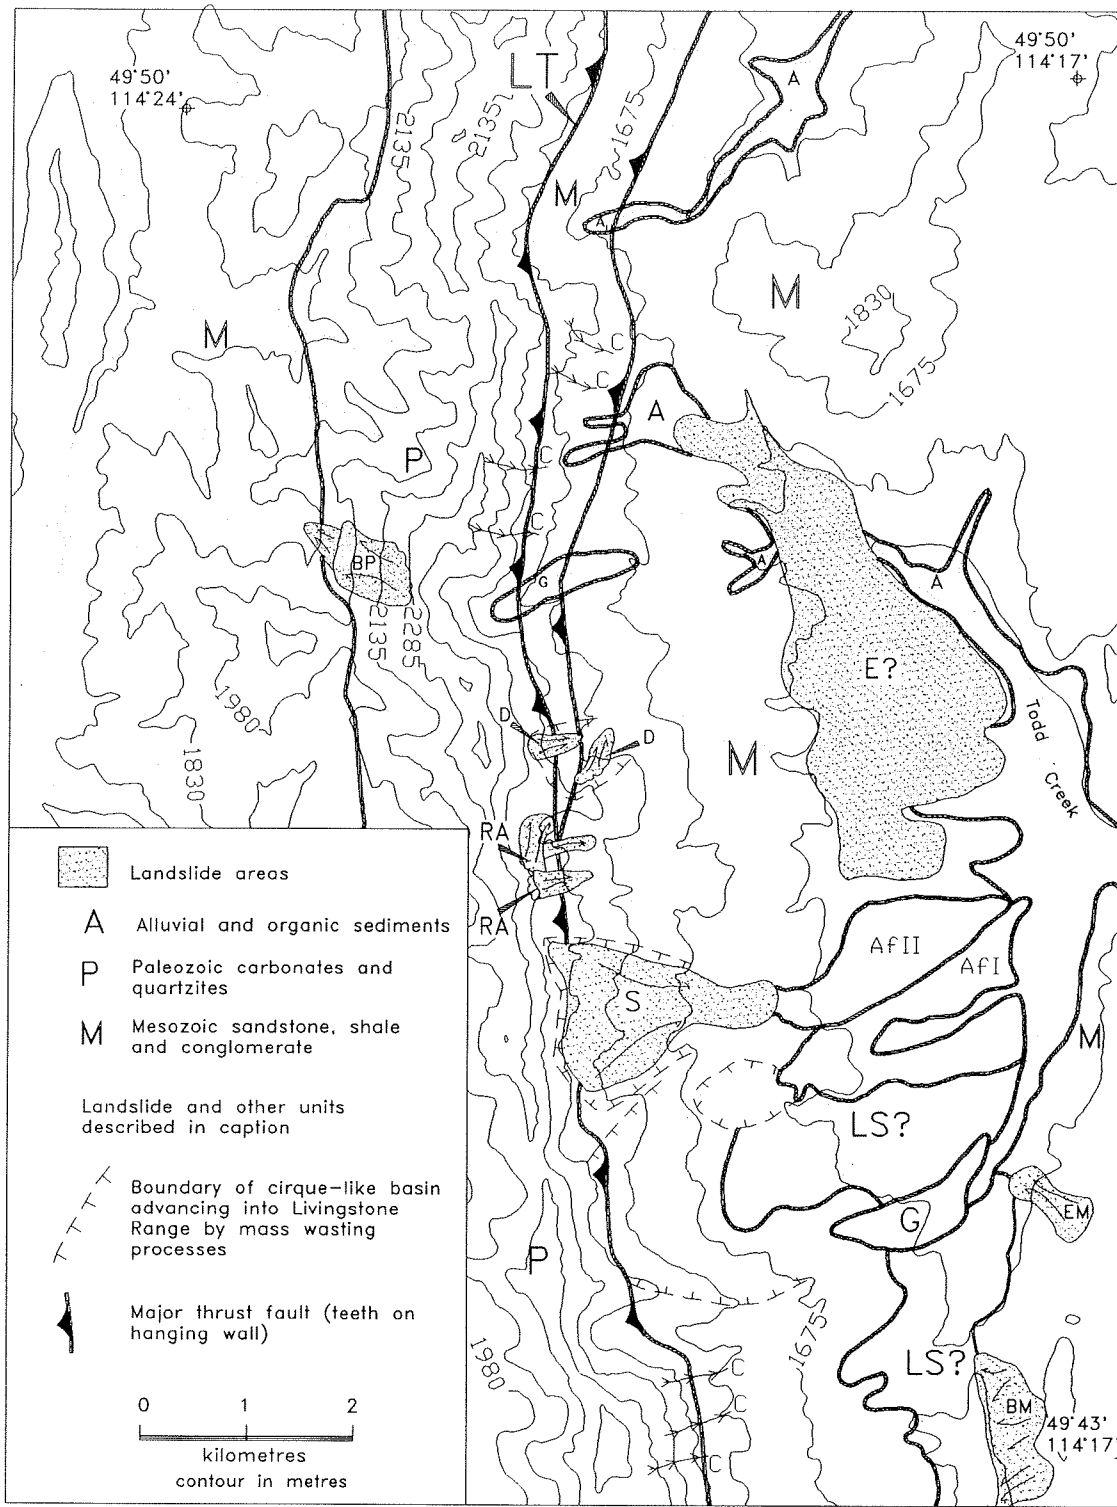 49°50'
114°24'
LT
2135
2135
1675
A
49°50'
114°17'
M
A
M
M
1830
1675
C
C
A
P
C
C
BP
G
A
A
2135
2285
E?
1980
1830
D
D
M
Todd Creek
RA
RA
AfII
AfI
S
M
LS?
G
EM
P
1980
1675
C
C
C
LS?
BM
49°43'
114°17'
Landslide areas
A Alluvial and organic sediments
P Paleozoic carbonates and
quartzites
M Mesozoic sandstone, shale
and conglomerate
Landslide and other units
described in caption
Boundary of cirque-like basin
advancing into Livingstone
Range by mass wasting
processes
Major thrust fault (teeth on
hanging wall)
0 1 2
kilometres
contour in metres